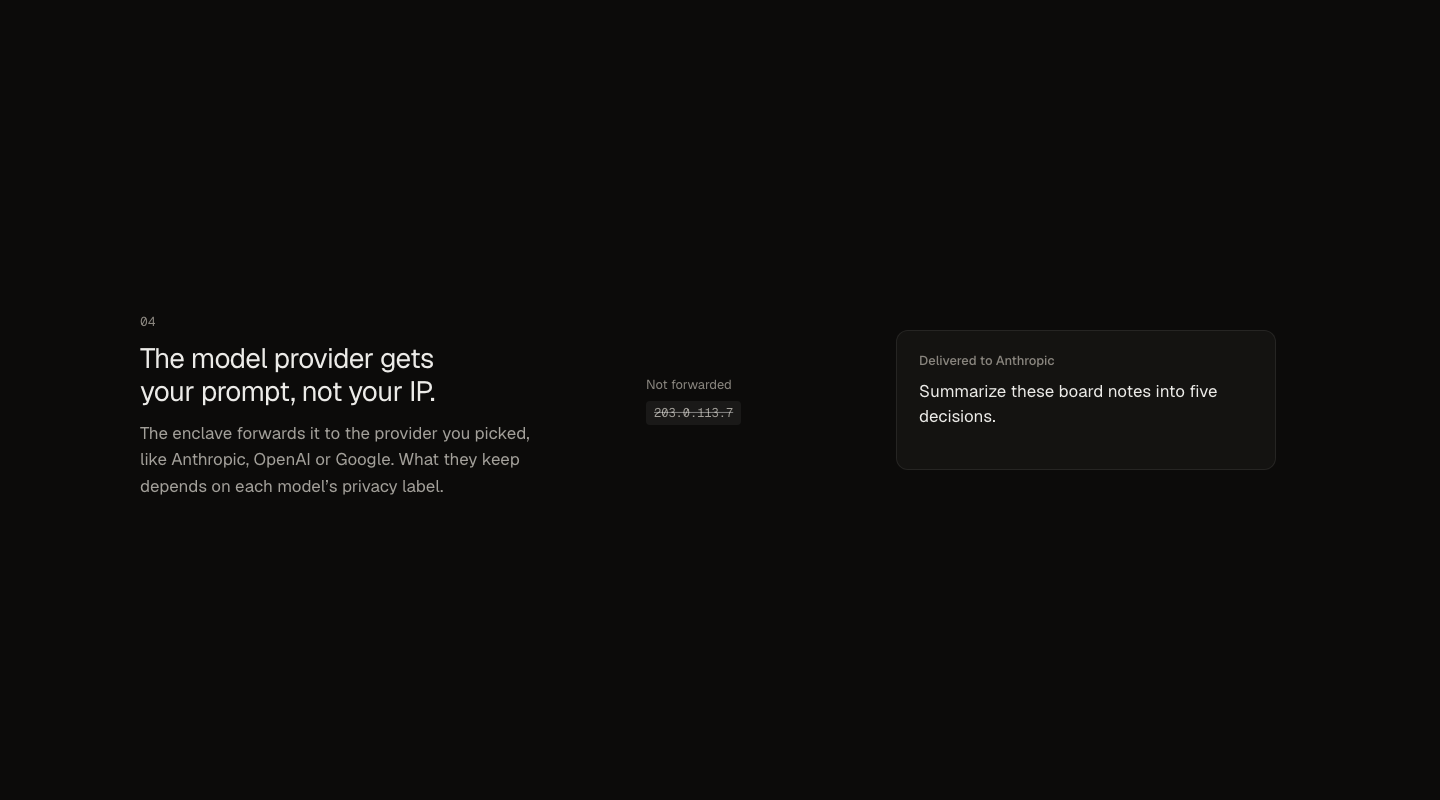 04
The model provider gets
your prompt, not your IP.
The enclave forwards it to the provider you picked,
like Anthropic, OpenAI or Google. What they keep
depends on each model’s privacy label.
Not forwarded
203.0.113.7
Delivered to Anthropic
Summarize these board notes into five
decisions.